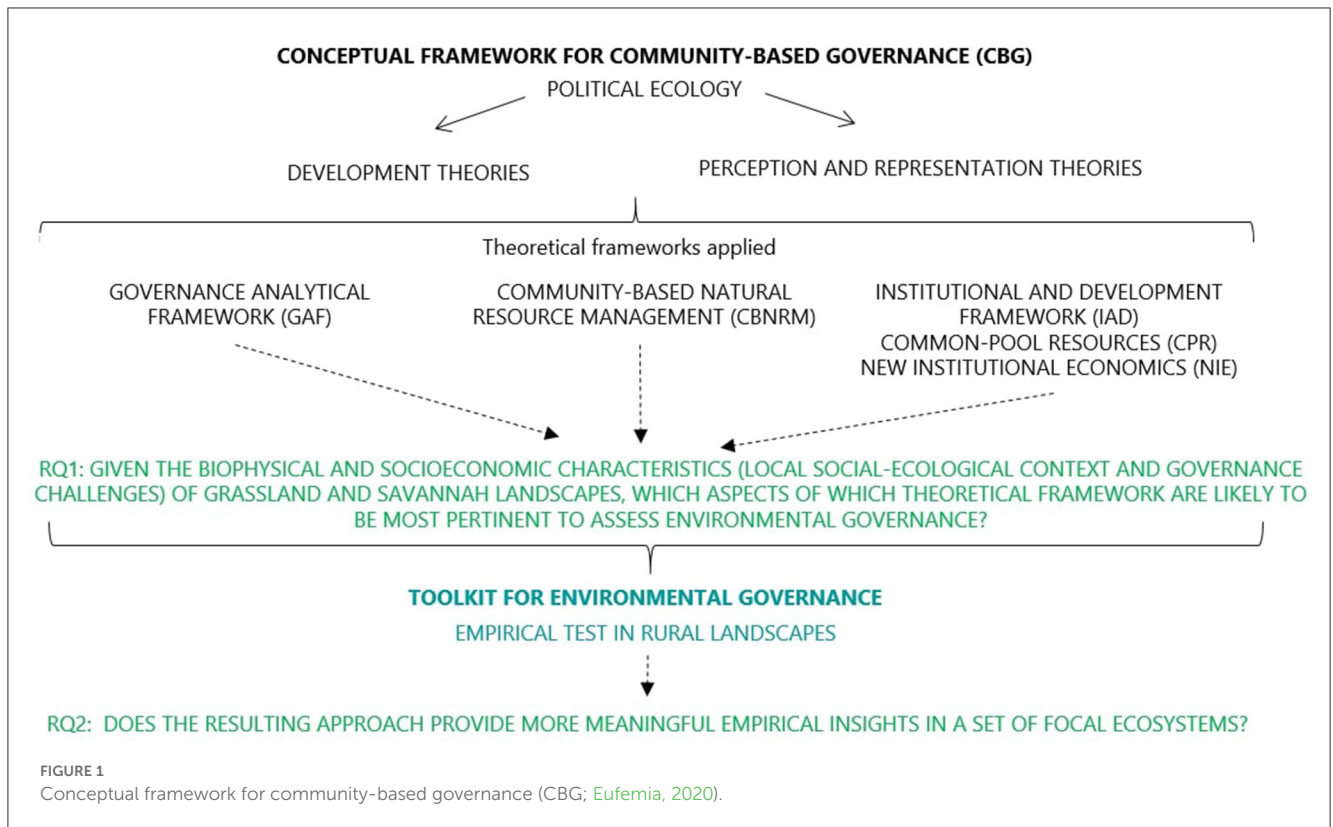 CONCEPTUAL FRAMEWORK FOR COMMUNITY-BASED GOVERNANCE (CBG)
POLITICAL ECOLOGY
DEVELOPMENT THEORIES
PERCEPTION AND REPRESENTATION THEORIES
Theoretical frameworks applied
GOVERNANCE ANALYTICAL
FRAMEWORK (GAF)
COMMUNITY-BASED NATURAL
RESOURCE MANAGEMENT (CBNRM)
INSTITUTIONAL AND DEVELOPMENT
FRAMEWORK (IAD)
COMMON-POOL RESOURCES (CPR)
NEW INSTITUTIONAL ECONOMICS (NIE)
RQ1: GIVEN THE BIOPHYSICAL AND SOCIOECONOMIC CHARACTERISTICS (LOCAL SOCIAL-ECOLOGICAL CONTEXT AND GOVERNANCE
CHALLENGES) OF GRASSLAND AND SAVANNAH LANDSCAPES, WHICH ASPECTS OF WHICH THEORETICAL FRAMEWORK ARE LIKELY TO
BE MOST PERTINENT TO ASSESS ENVIRONMENTAL GOVERNANCE?
TOOLKIT FOR ENVIRONMENTAL GOVERNANCE
EMPIRICAL TEST IN RURAL LANDSCAPES
RQ2: DOES THE RESULTING APPROACH PROVIDE MORE MEANINGFUL EMPIRICAL INSIGHTS IN A SET OF FOCAL ECOSYSTEMS?
FIGURE 1
Conceptual framework for community-based governance (CBG; Eufemia, 2020).